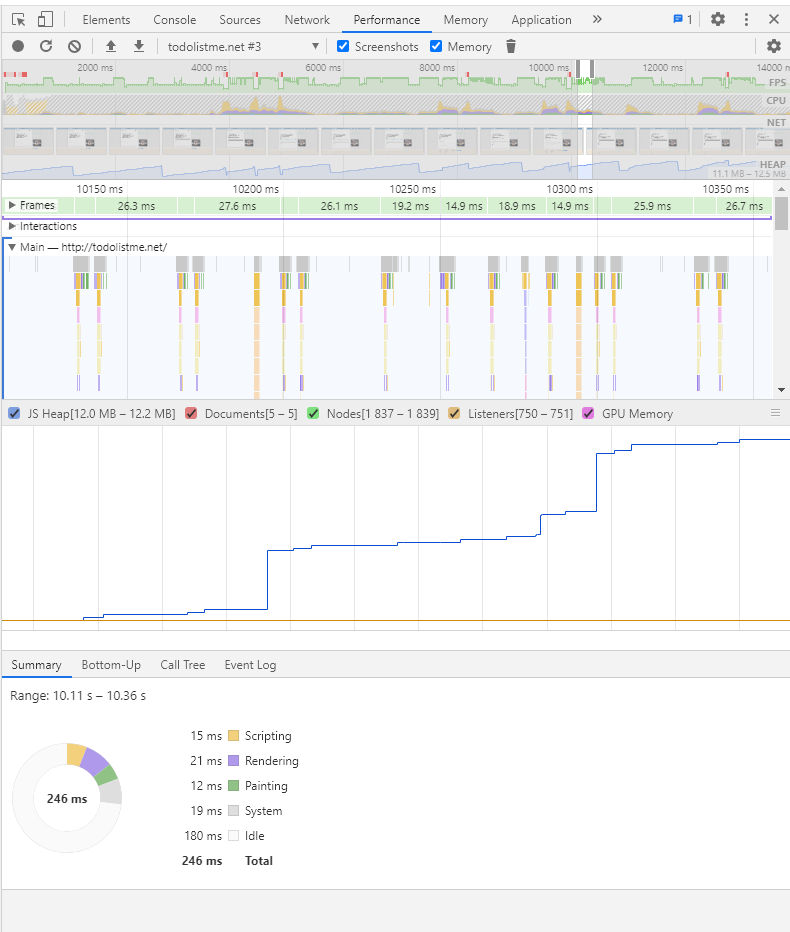 Elements Console Sources Network Performance Memory Application » 1
todolistme.net #3 Screenshots Memory
2000 ms 4000 ms 6000 ms 8000 ms 10000 ms 12000 ms 14000 m
FPS
CPU
NET
HEAP
11.1 MB – 12.5 MB
10150 ms 10200 ms 10250 ms 10300 ms 10350 ms
Frames 26.3 ms 27.6 ms 26.1 ms 19.2 ms 14.9 ms 18.9 ms 14.9 ms 25.9 ms 26.7 ms
Interactions
Main — http://todolistme.net/
JS Heap[12.0 MB – 12.2 MB] Documents[5 – 5] Nodes[1 837 – 1 839] Listeners[750 – 751] GPU Memory
Summary Bottom-Up Call Tree Event Log
Range: 10.11 s – 10.36 s
15 ms Scripting
21 ms Rendering
12 ms Painting
246 ms
19 ms System
180 ms Idle
246 ms Total